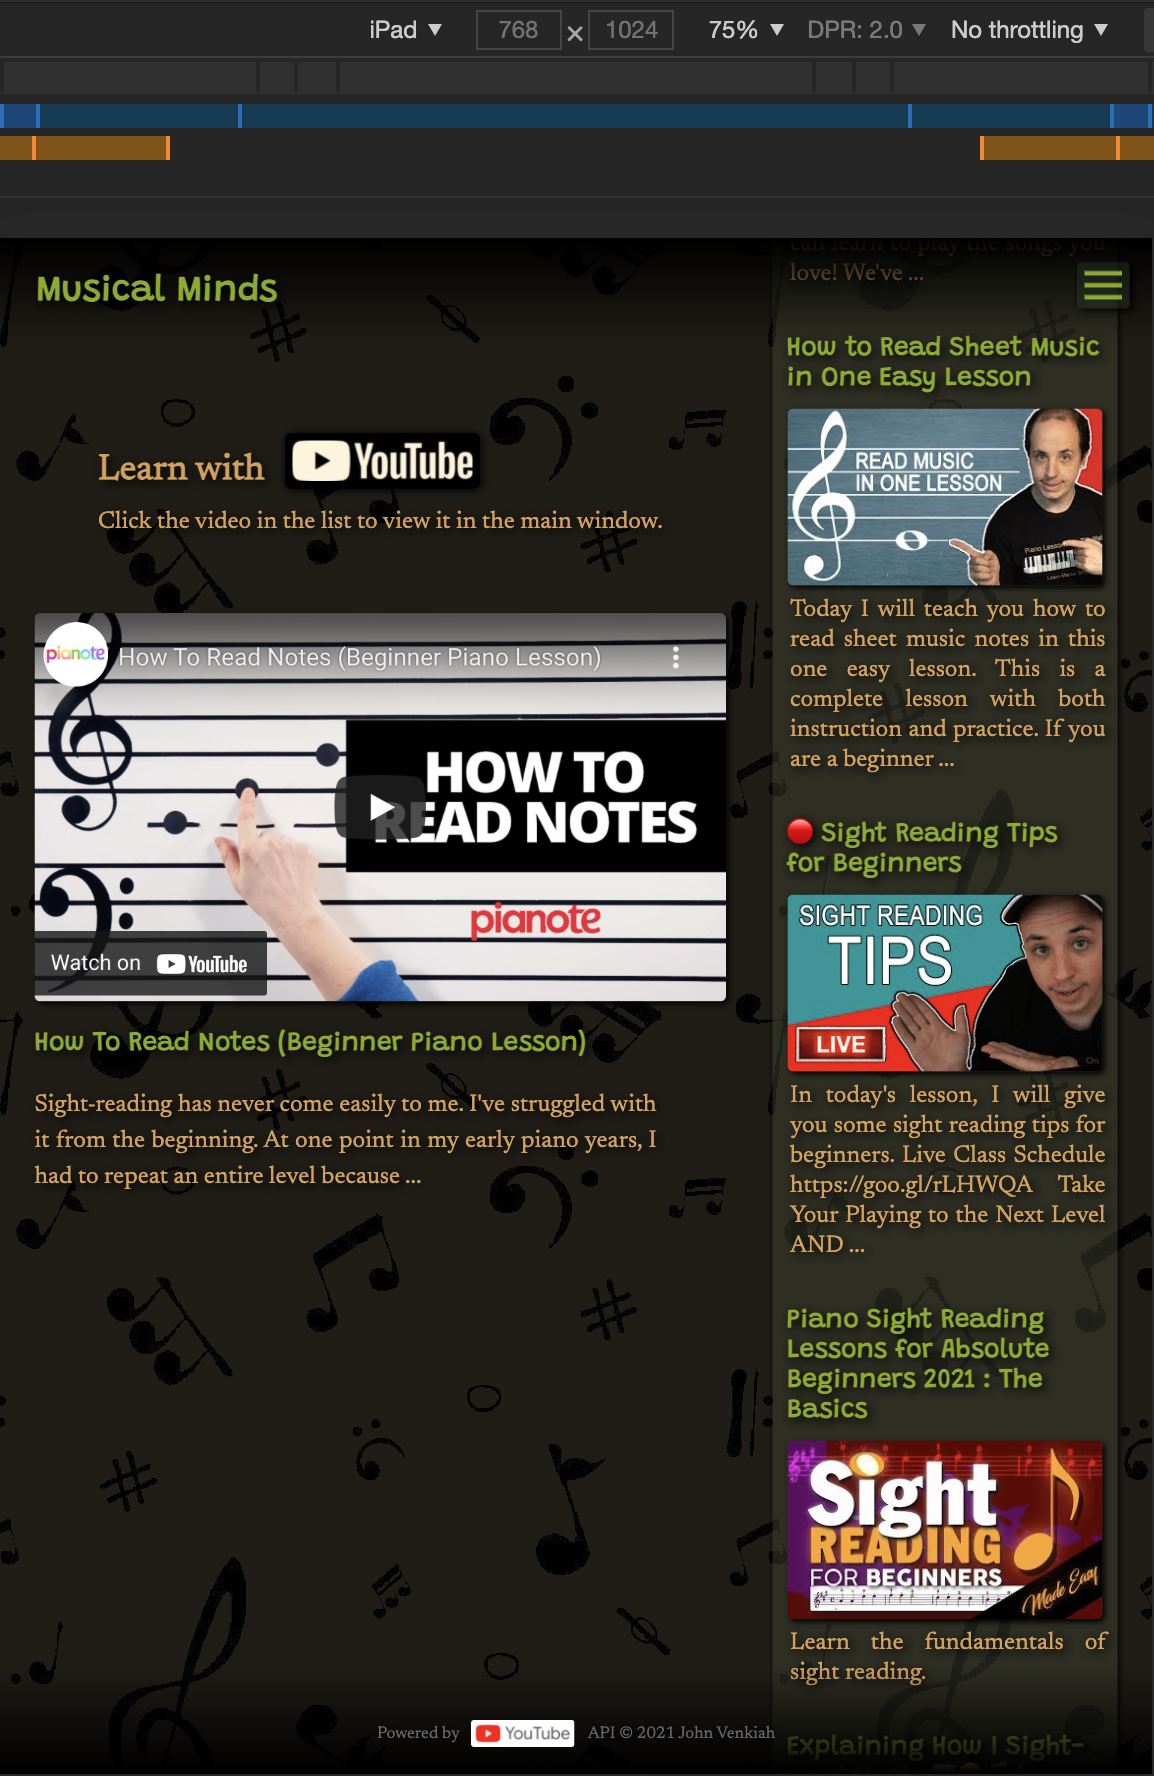 iPad ▼ 768 × 1024 75% ▼ DPR: 2.0 ▼ No throttling ▼
Musical Minds
Learn with YouTube
Click the video in the list to view it in the main window.
pianote How To Read Notes (Beginner Piano Lesson)
HOW TO
READ NOTES
pianote
Watch on YouTube
How To Read Notes (Beginner Piano Lesson)
Sight-reading has never come easily to me. I've struggled with
it from the beginning. At one point in my early piano years, I
had to repeat an entire level because ...
can learn to play the songs you
love! We've ...
How to Read Sheet Music
in One Easy Lesson
READ MUSIC
IN ONE LESSON
Today I will teach you how to
read sheet music notes in this
one easy lesson. This is a
complete lesson with both
instruction and practice. If you
are a beginner ...
🔴 Sight Reading Tips
for Beginners
SIGHT READING
TIPS
LIVE
In today's lesson, I will give
you some sight reading tips for
beginners. Live Class Schedule
https://goo.gl/rLHWQA Take
Your Playing to the Next Level
AND ...
Piano Sight Reading
Lessons for Absolute
Beginners 2021 : The
Basics
Sight
READING
FOR BEGINNERS
Made Easy
Learn the fundamentals of
sight reading.
Explaining How I Sight-
Powered by YouTube API © 2021 John Venkiah